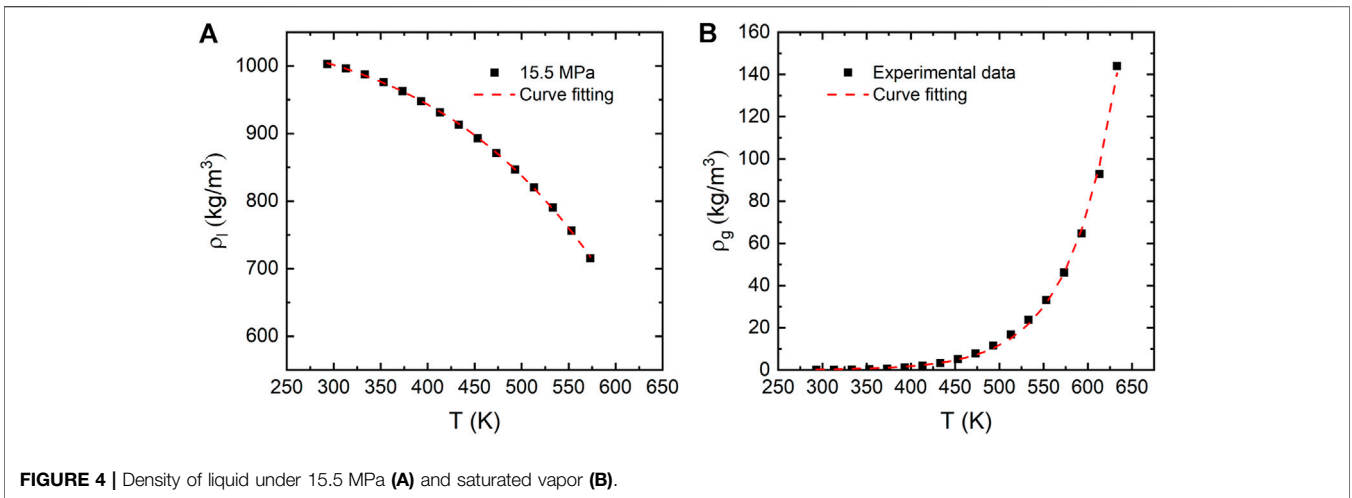 A
1000
900
800
700
600
ρl (kg/m³)
250 300 350 400 450 500 550 600 650
T (K)
15.5 MPa
Curve fitting
B
160
140
120
100
80
60
40
20
0
ρg (kg/m³)
250 300 350 400 450 500 550 600 650
T (K)
Experimental data
Curve fitting
FIGURE 4 | Density of liquid under 15.5 MPa (A) and saturated vapor (B).